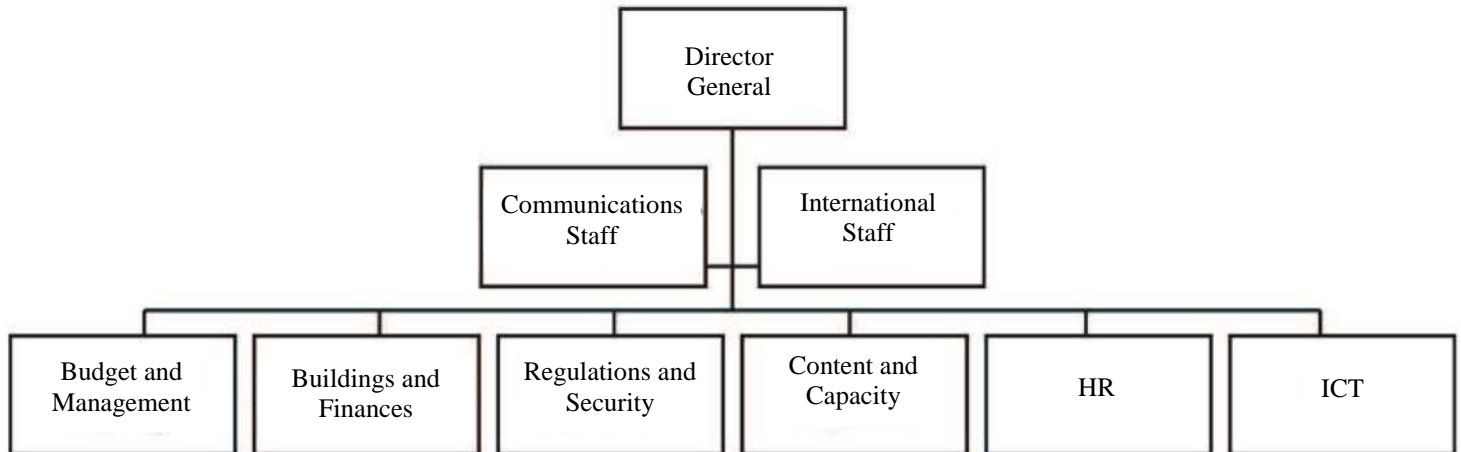 Director
General
Communications
Staff
International
Staff
Budget and
Management
Buildings and
Finances
Regulations and
Security
Content and
Capacity
HR
ICT